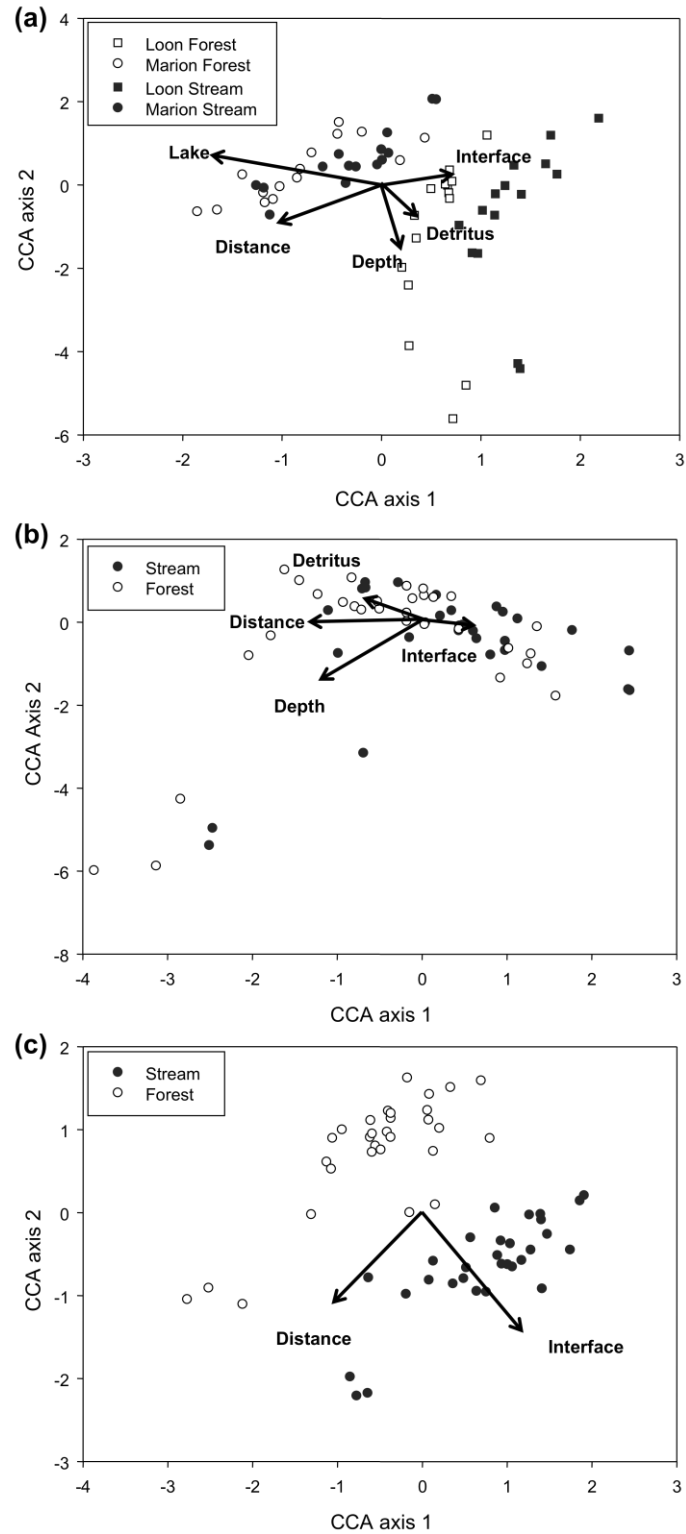 (a)
4
2
0
-2
-4
-6
CCA axis 2
Loon Forest
Marion Forest
Loon Stream
Marion Stream
Lake
Interface
Distance
Depth
Detritus
-3 -2 -1 0 1 2 3
CCA axis 1
(b)
2
0
-2
-4
-6
-8
CCA Axis 2
Stream
Forest
Detritus
Distance
Interface
Depth
-4 -3 -2 -1 0 1 2 3
CCA axis 1
(c)
2
1
0
-1
-2
-3
CCA axis 2
Stream
Forest
Distance
Interface
-4 -3 -2 -1 0 1 2 3
CCA axis 1